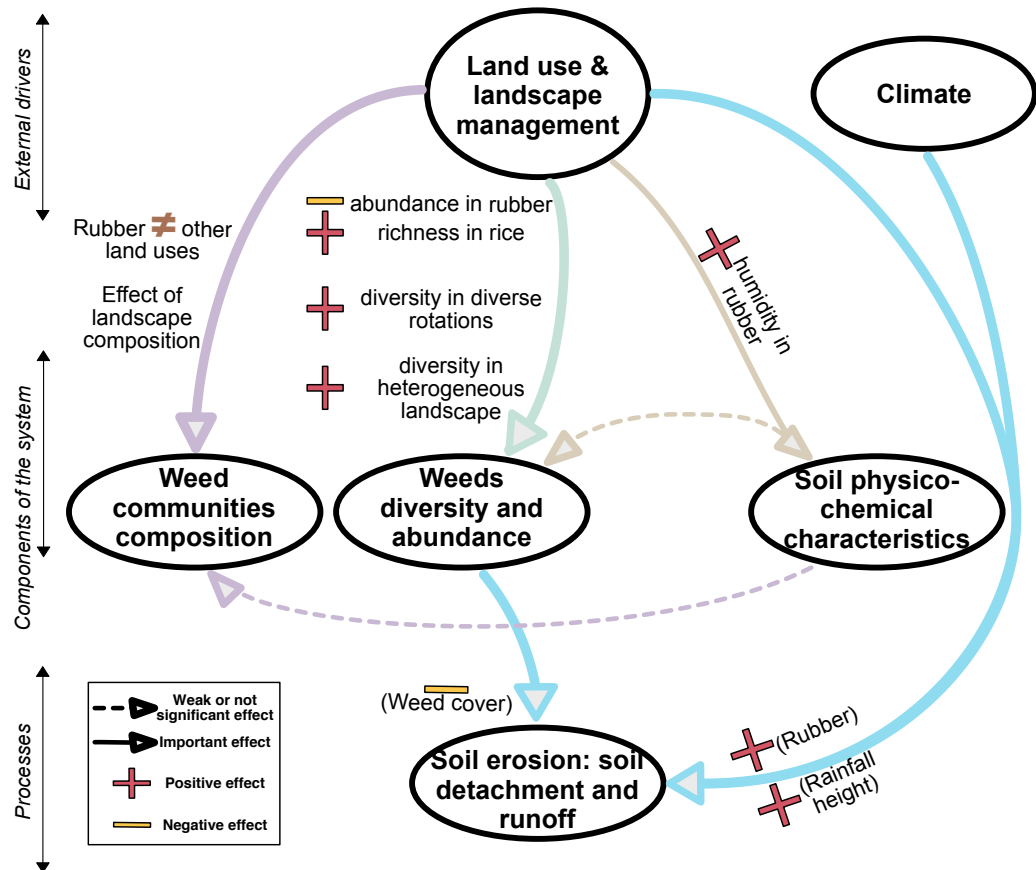 External drivers
Land use &
landscape
management
Climate
Rubber ≠ other
land uses
Effect of
landscape
composition
abundance in rubber
richness in rice
diversity in diverse
rotations
diversity in
heterogeneous
landscape
humidity in
rubber
Components of the system
Weed
communities
composition
Weeds
diversity and
abundance
Soil physico-
chemical
characteristics
Processes
Weak or not
significant effect
Important effect
Positive effect
Negative effect
(Weed cover)
Soil erosion: soil
detachment and
runoff
(Rubber)
(Rainfall
height)